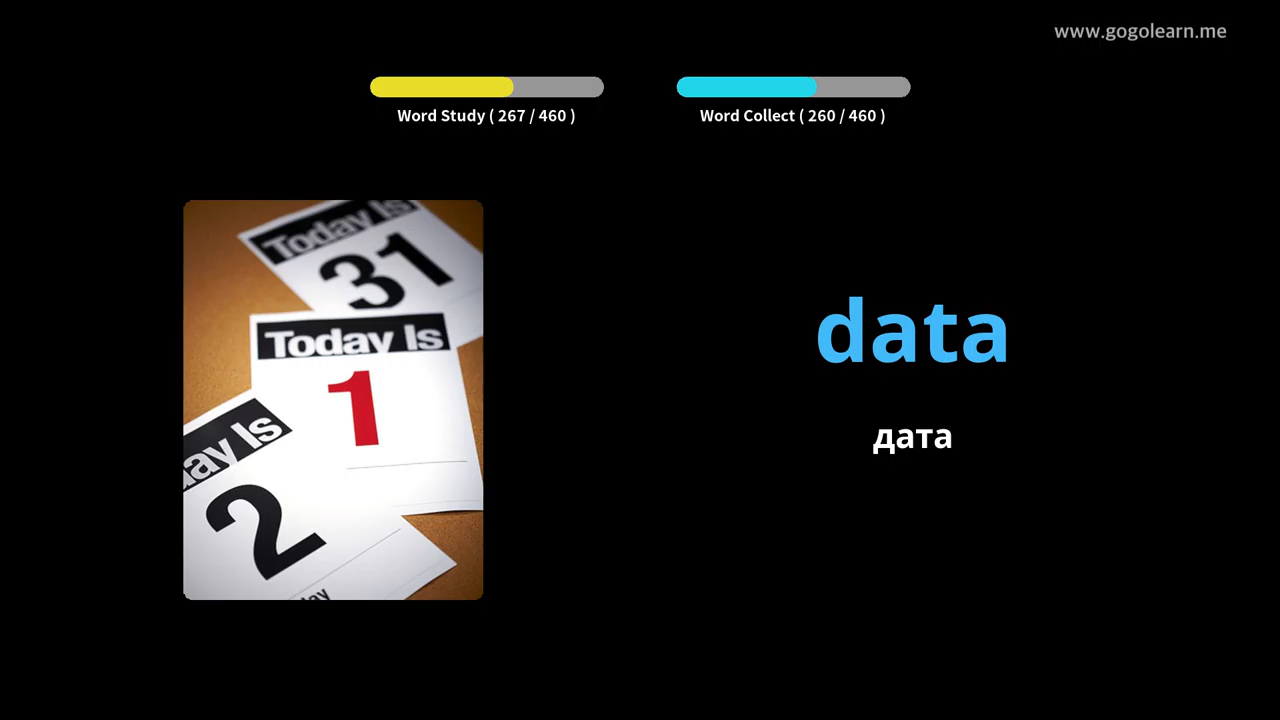 www.gogolearn.me
Word Study ( 267 / 460 )
Word Collect ( 260 / 460 )
Today Is
31
Today Is
1
ay Is
2
data
дата